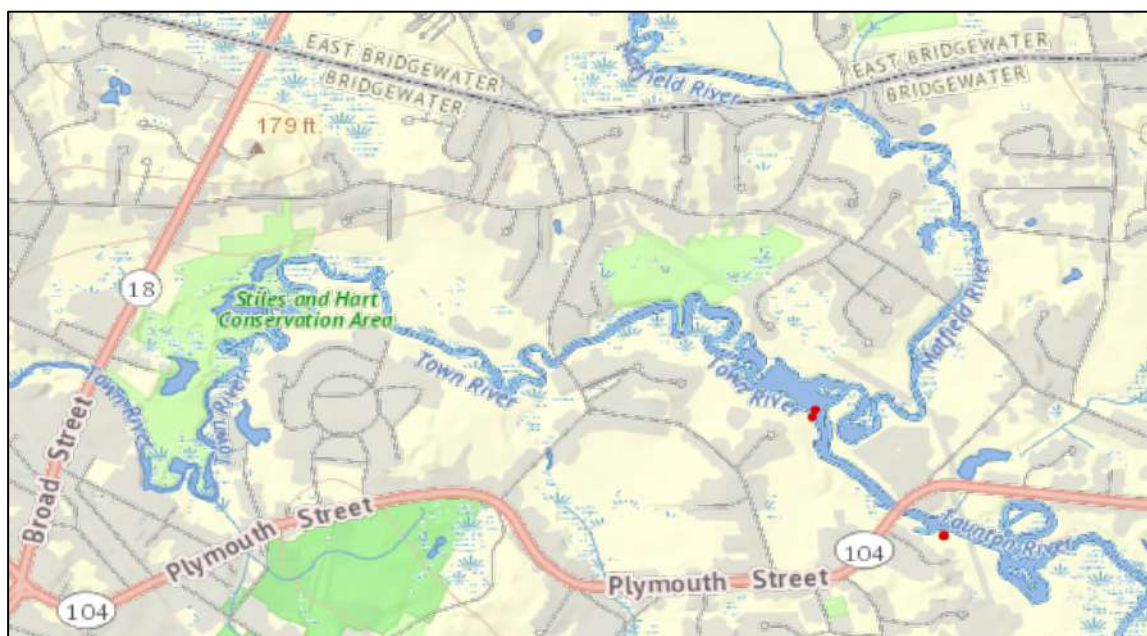 EAST BRIDGEWATER
BRIDGEWATER
Matfield River
EAST BRIDGEWATER
BRIDGEWATER
179 ft.
18
Stiles and Hart
Conservation Area
Matfield River
Town River
Town River
Town River
Town River
Broad Street
Plymouth Street
Taunton River
104
Plymouth Street
104